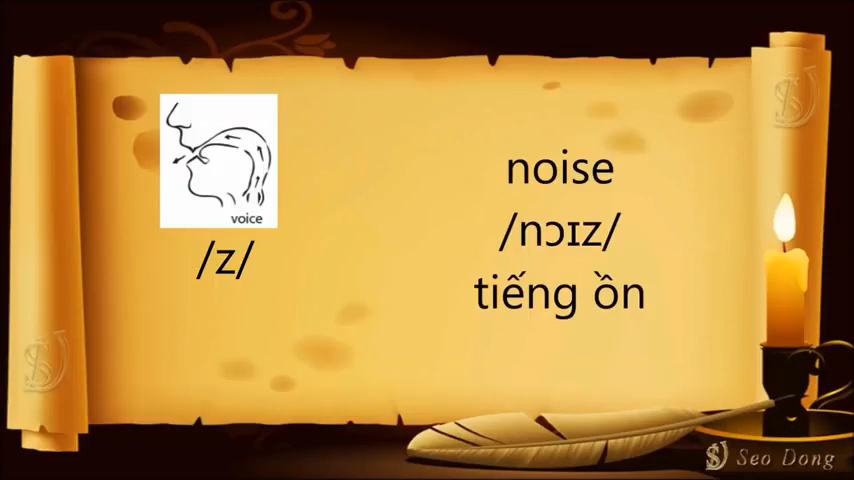 voice
/z/
noise
/nɔɪz/
tiếng ồn
Seo Dong